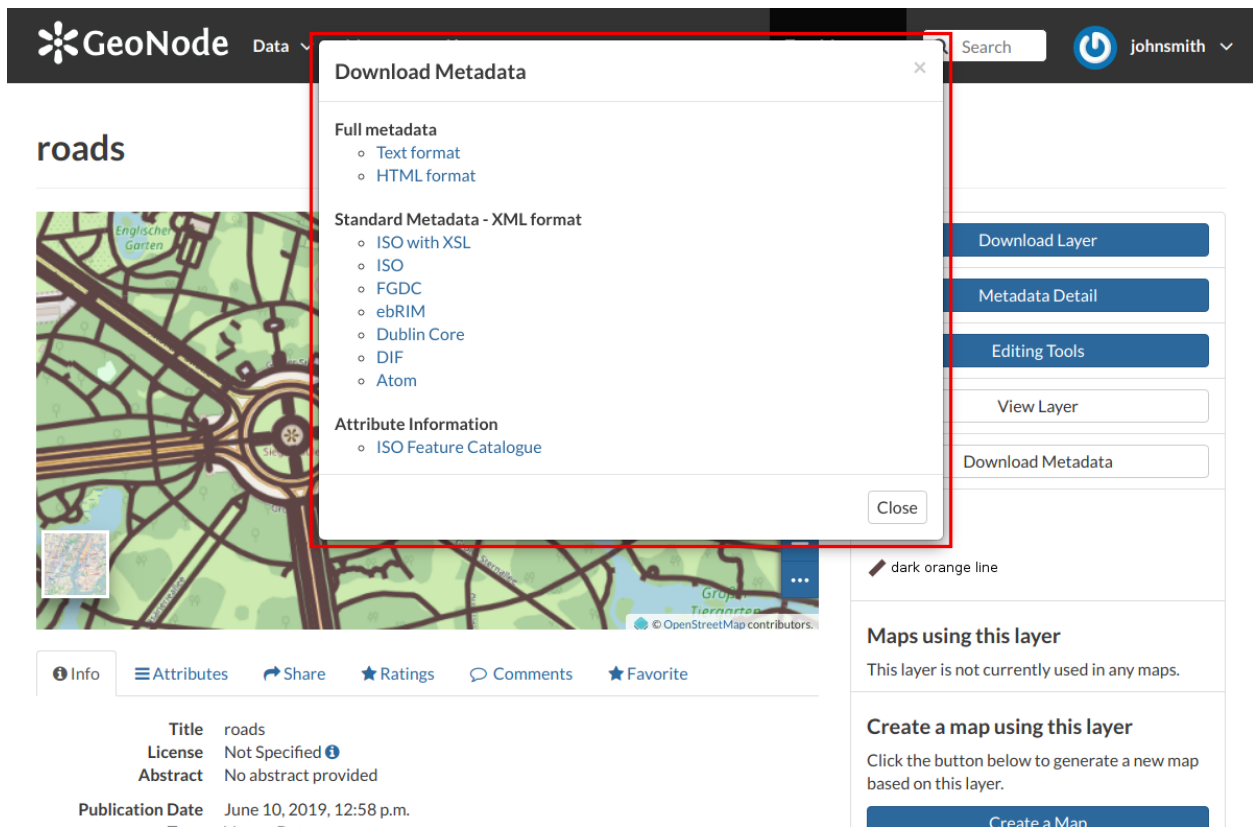 GeoNode Data
Search
johnsmith
Download Metadata
×
roads
Full metadata
Text format
HTML format
Standard Metadata - XML format
ISO with XSL
ISO
FGDC
ebRIM
Dublin Core
DIF
Atom
Attribute Information
ISO Feature Catalogue
Close
Englischer
Garten
© OpenStreetMap contributors.
Download Layer
Metadata Detail
Editing Tools
View Layer
Download Metadata
dark orange line
Maps using this layer
This layer is not currently used in any maps.
Create a map using this layer
Click the button below to generate a new map
based on this layer.
Create a Map
Info Attributes Share Ratings Comments Favorite
Title roads
License Not Specified
Abstract No abstract provided
Publication Date June 10, 2019, 12:58 p.m.